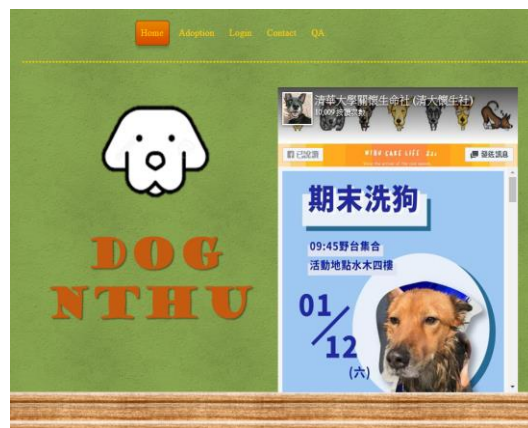 Home Adoption Login Contact QA
DOG
NTHU
清華大學關懷生命社 (清大懷生社)
已說讚
發送訊息
期末洗狗
09:45野台集合
活動地點水木四樓
01/12
(六)